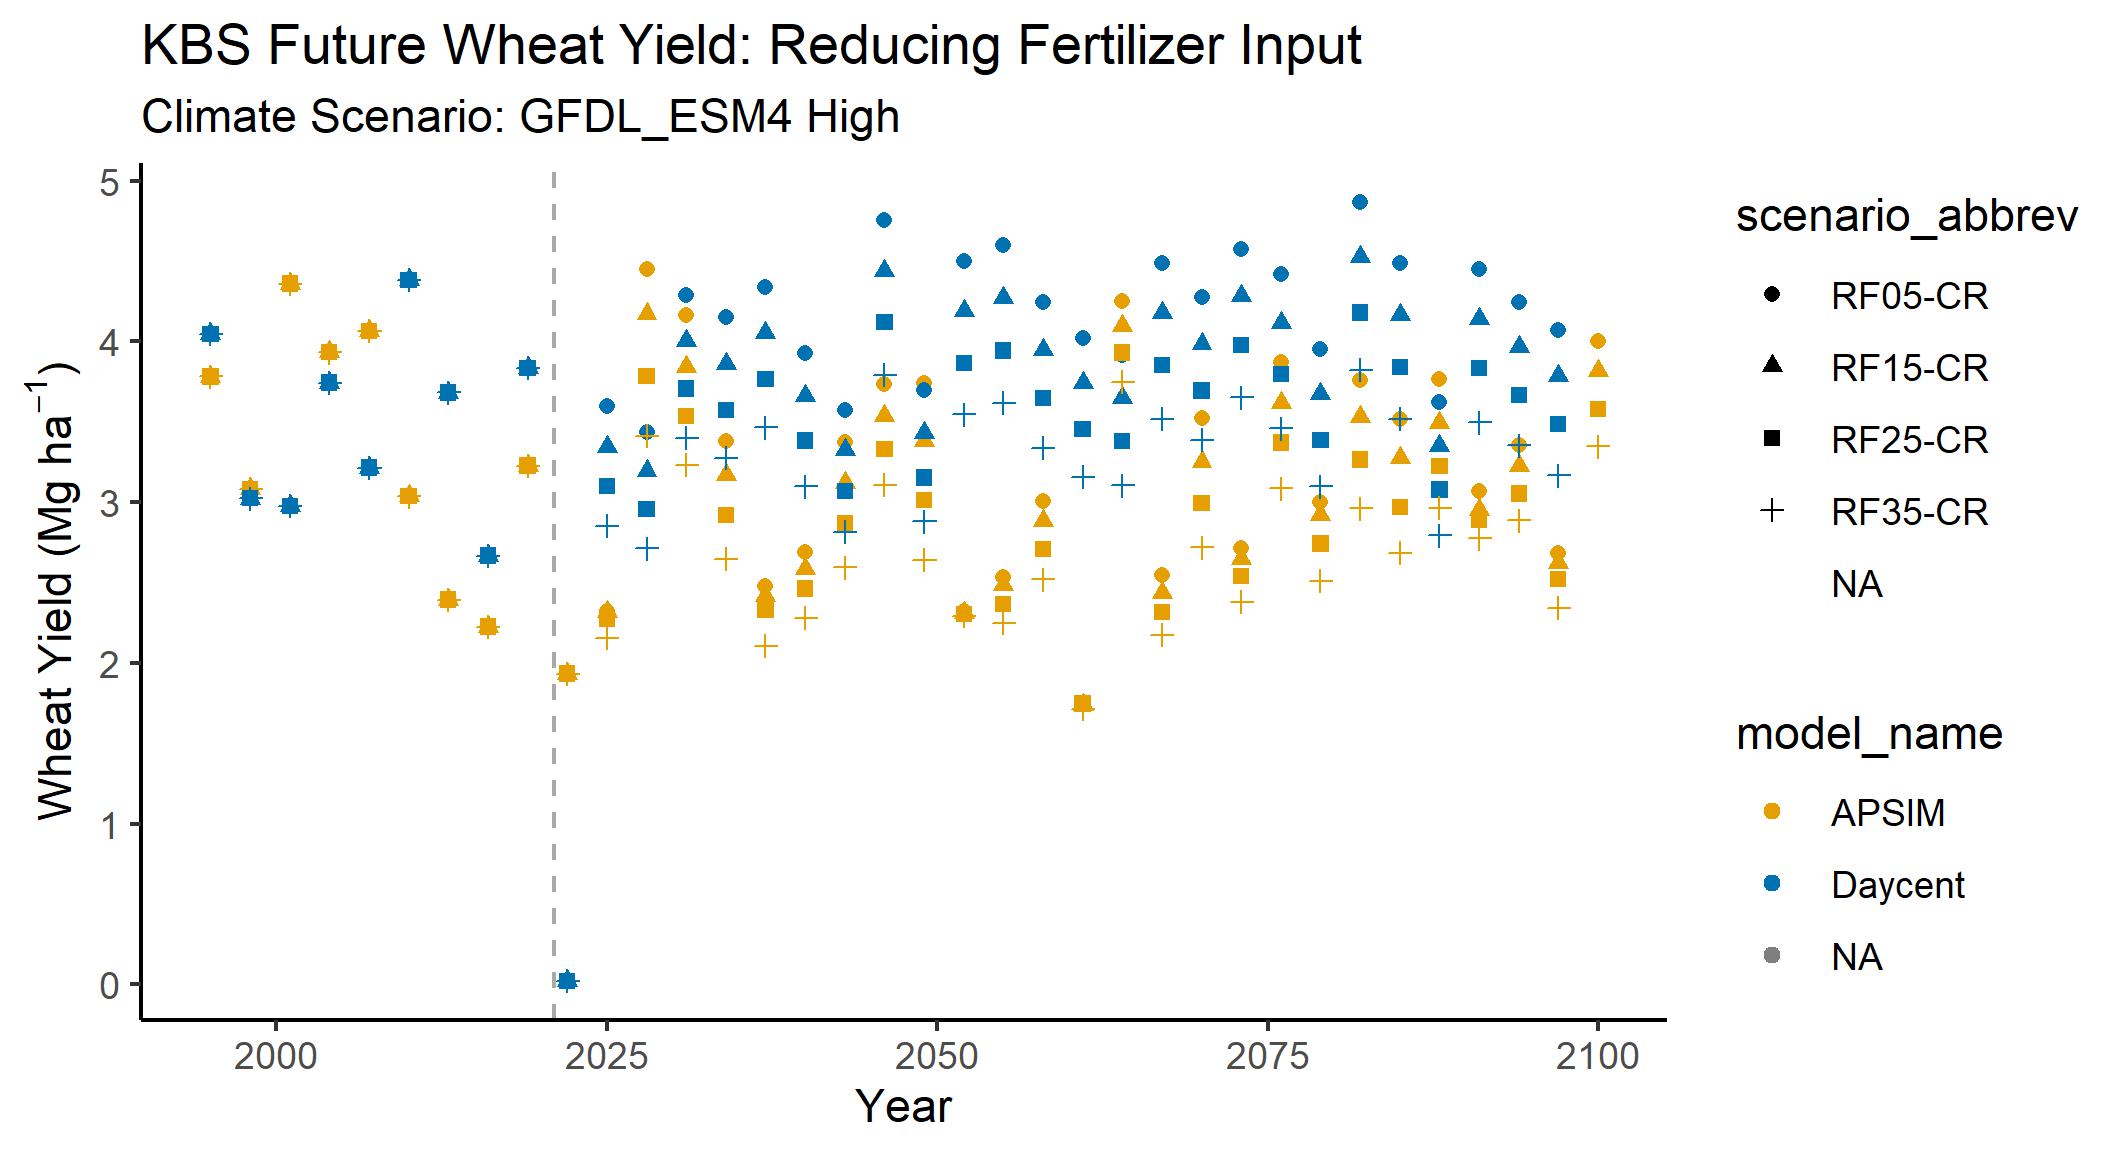 KBS Future Wheat Yield: Reducing Fertilizer Input
Climate Scenario: GFDL_ESM4 High
5
4
3
2
1
0
Wheat Yield (Mg ha⁻¹)
2000 2025 2050 2075 2100
Year
scenario_abbrev
RF05-CR
RF15-CR
RF25-CR
RF35-CR
NA
model_name
APSIM
Daycent
NA